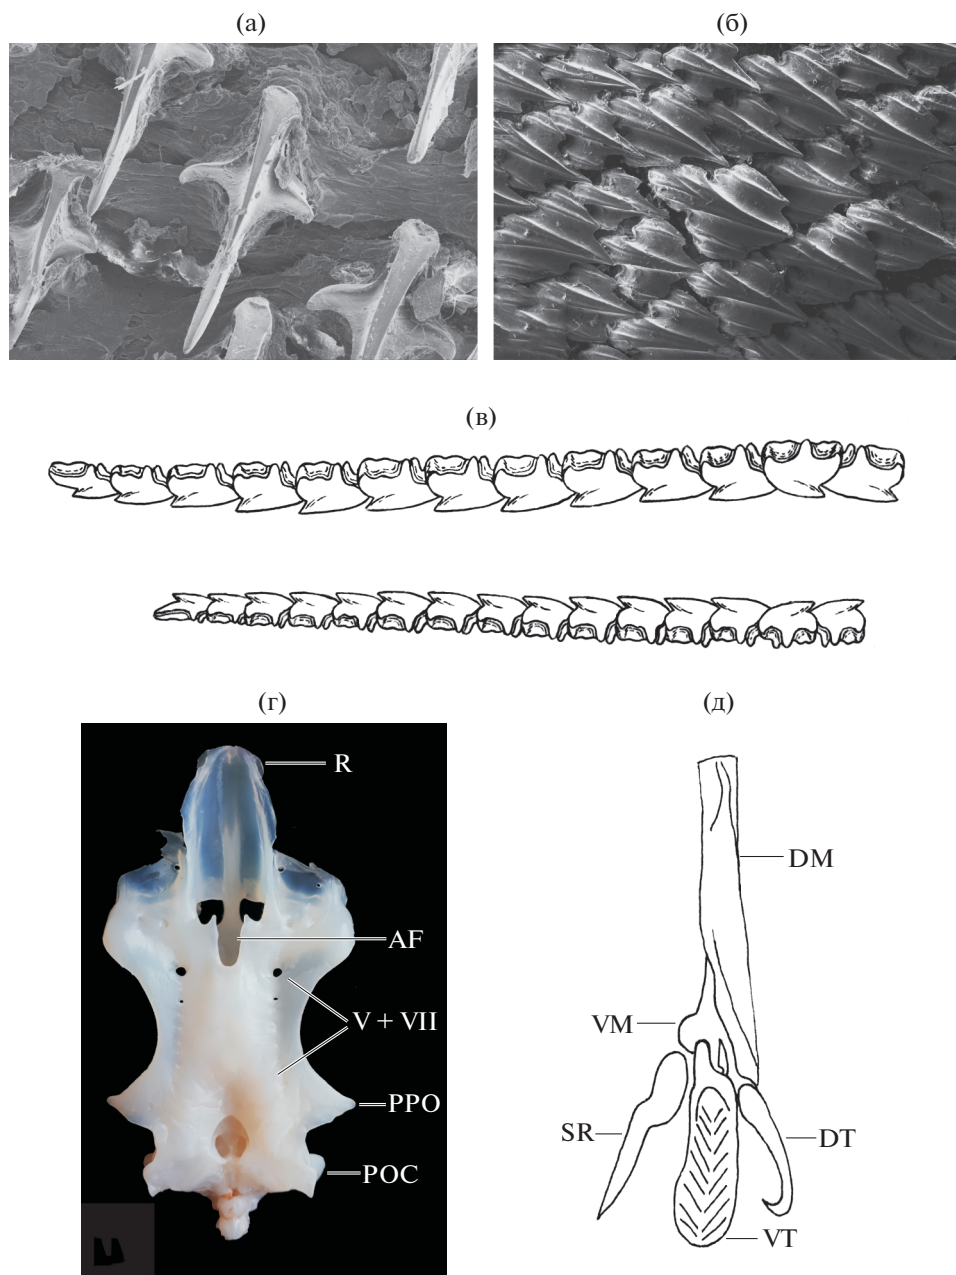 (а)
(б)
(в)
(г)
(д)
R
AF
V + VII
PPO
POC
DM
VM
SR
DT
VT